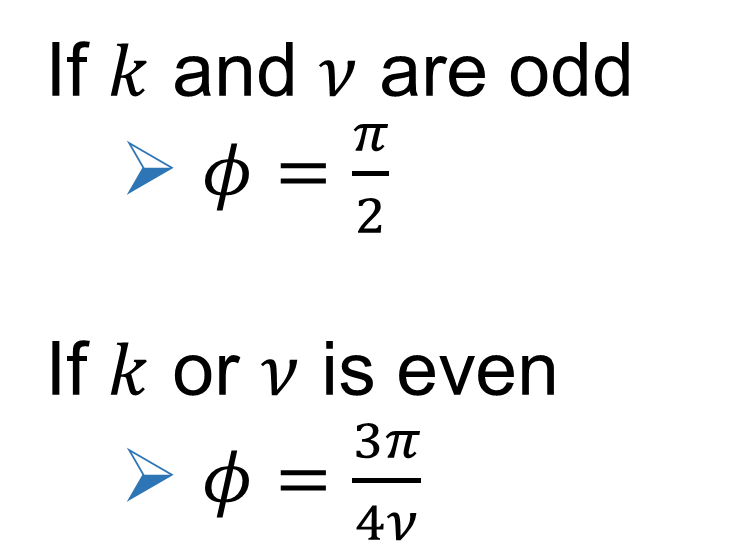 If 𝑘 and 𝜈 are odd
➢ 𝜙 = 𝜋/2
If 𝑘 or 𝜈 is even
➢ 𝜙 = 3𝜋/4𝜈